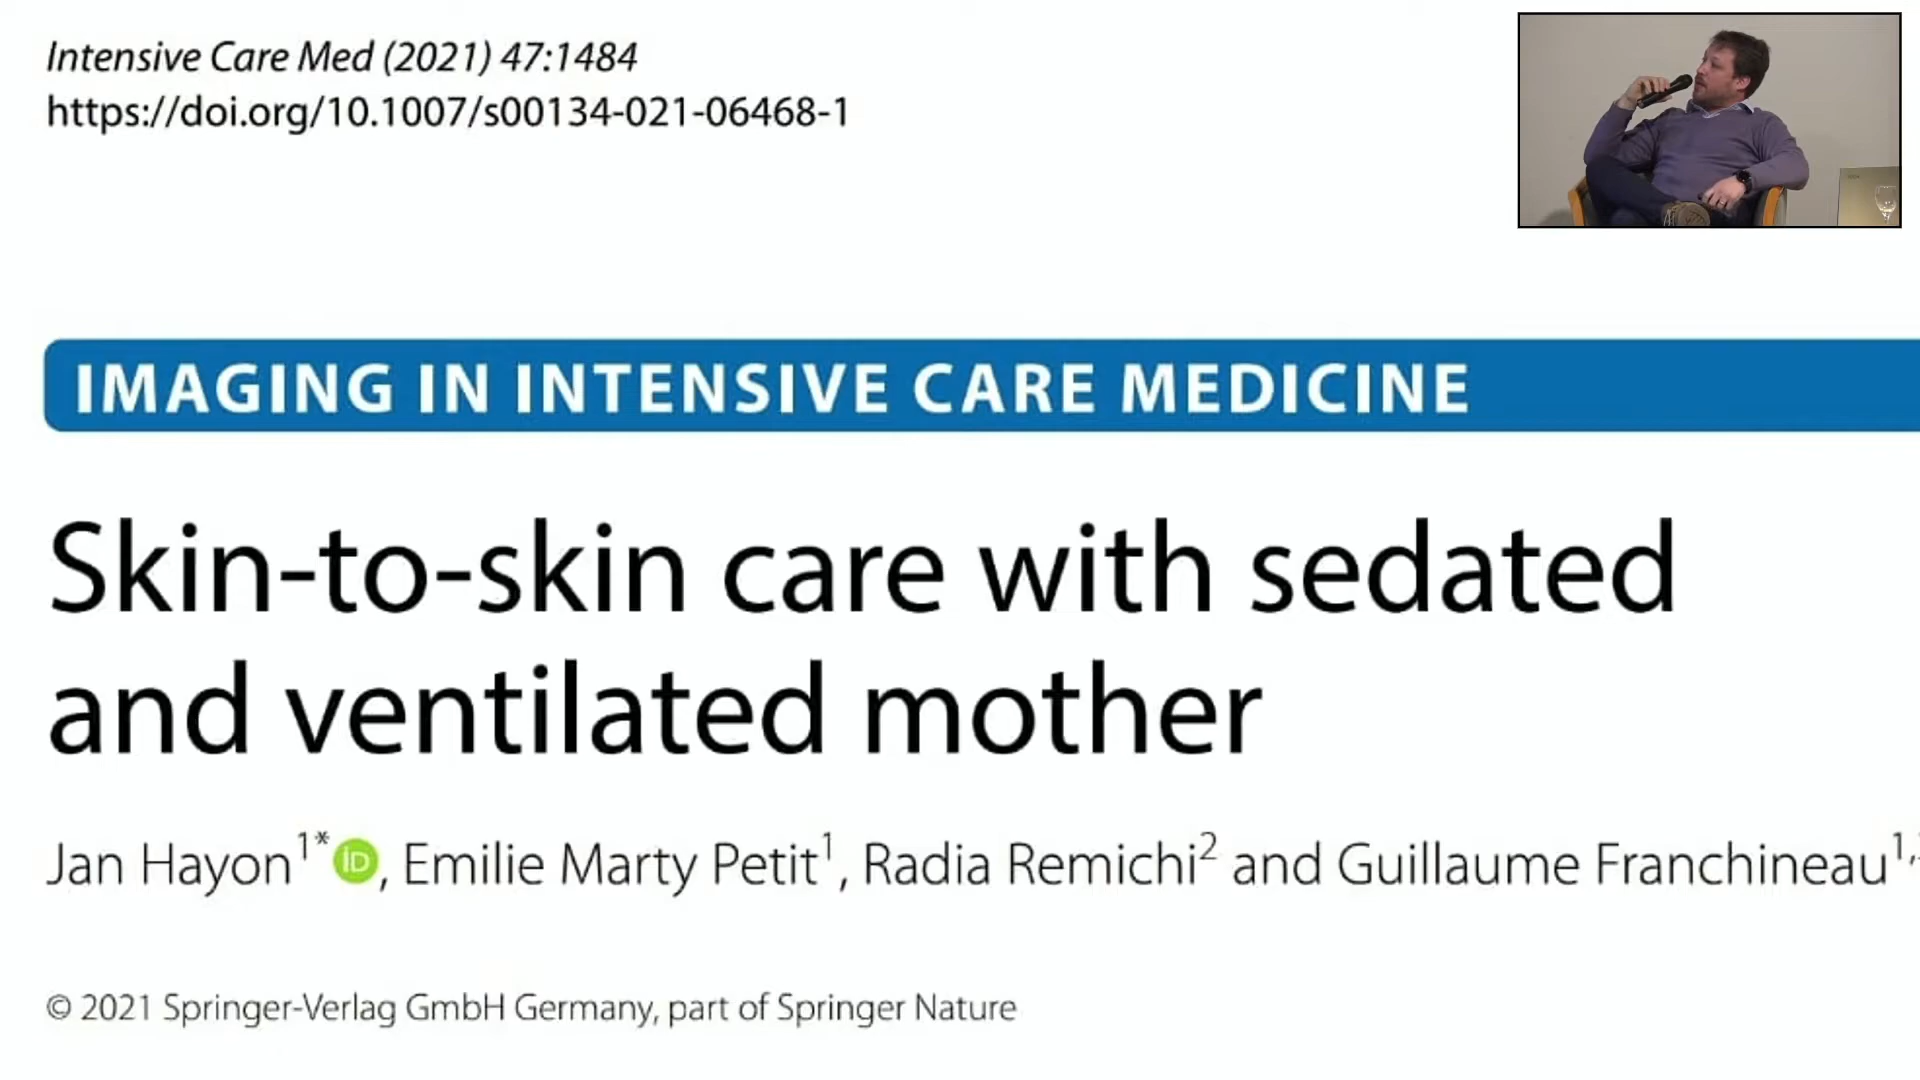 Intensive Care Med (2021) 47:1484
https://doi.org/10.1007/s00134-021-06468-1
IMAGING IN INTENSIVE CARE MEDICINE
Skin-to-skin care with sedated
and ventilated mother
Jan Hayon1* iD, Emilie Marty Petit1, Radia Remichi2 and Guillaume Franchineau1,
© 2021 Springer-Verlag GmbH Germany, part of Springer Nature